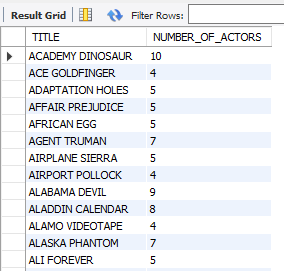 Result Grid Filter Rows:
TITLE NUMBER_OF_ACTORS
ACADEMY DINOSAUR 10
ACE GOLDFINGER 4
ADAPTATION HOLES 5
AFFAIR PREJUDICE 5
AFRICAN EGG 5
AGENT TRUMAN 7
AIRPLANE SIERRA 5
AIRPORT POLLOCK 4
ALABAMA DEVIL 9
ALADDIN CALENDAR 8
ALAMO VIDEOTAPE 4
ALASKA PHANTOM 7
ALI FOREVER 5